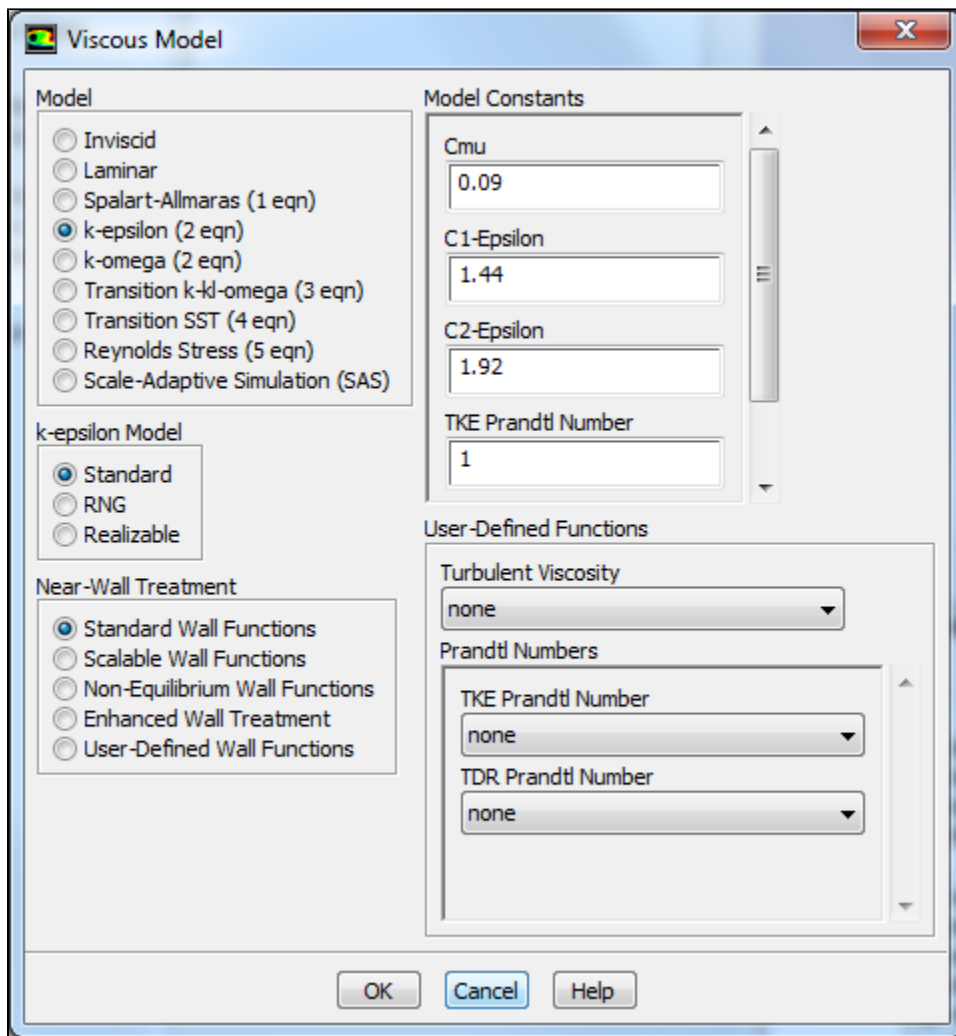 Viscous Model
Model
Inviscid
Laminar
Spalart-Allmaras (1 eqn)
k-epsilon (2 eqn)
k-omega (2 eqn)
Transition k-kl-omega (3 eqn)
Transition SST (4 eqn)
Reynolds Stress (5 eqn)
Scale-Adaptive Simulation (SAS)
k-epsilon Model
Standard
RNG
Realizable
Near-Wall Treatment
Standard Wall Functions
Scalable Wall Functions
Non-Equilibrium Wall Functions
Enhanced Wall Treatment
User-Defined Wall Functions
Model Constants
Cmu
0.09
C1-Epsilon
1.44
C2-Epsilon
1.92
TKE Prandtl Number
1
User-Defined Functions
Turbulent Viscosity
none
Prandtl Numbers
TKE Prandtl Number
none
TDR Prandtl Number
none
OK
Cancel
Help